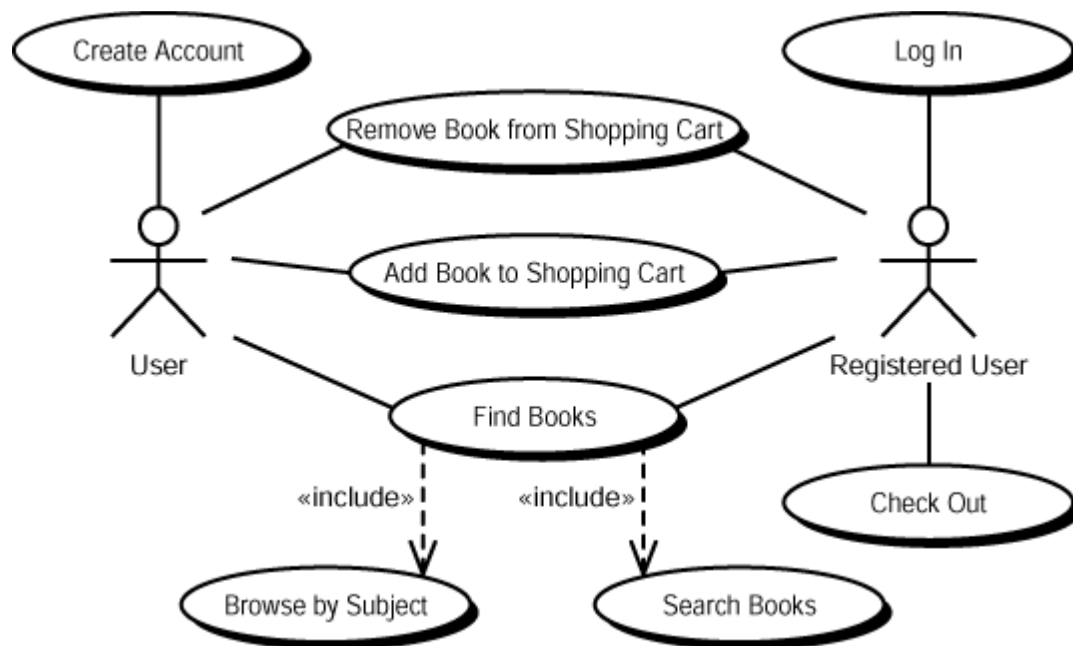 Create Account
Log In
Remove Book from Shopping Cart
Add Book to Shopping Cart
User
Registered User
Find Books
«include»
«include»
Check Out
Browse by Subject
Search Books